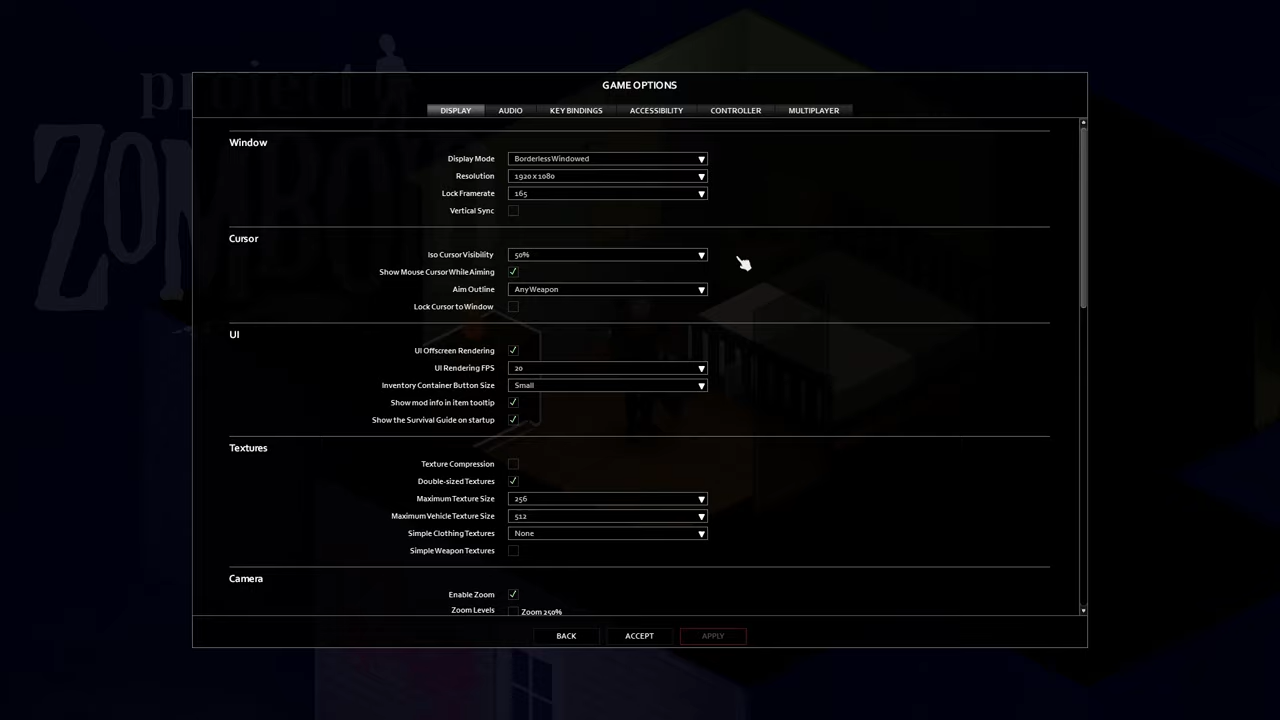 project
ZOMBOID
GAME OPTIONS
DISPLAY AUDIO KEY BINDINGS ACCESSIBILITY CONTROLLER MULTIPLAYER
Window
Display Mode Borderless Windowed
Resolution 1920 x 1080
Lock Framerate 165
Vertical Sync
Cursor
Iso Cursor Visibility 50%
Show Mouse Cursor While Aiming
Aim Outline Any Weapon
Lock Cursor to Window
UI
UI Offscreen Rendering
UI Rendering FPS 20
Inventory Container Button Size Small
Show mod info in item tooltip
Show the Survival Guide on startup
Textures
Texture Compression
Double-sized Textures
Maximum Texture Size 256
Maximum Vehicle Texture Size 512
Simple Clothing Textures None
Simple Weapon Textures
Camera
Enable Zoom
Zoom Levels Zoom 250%
BACK ACCEPT APPLY